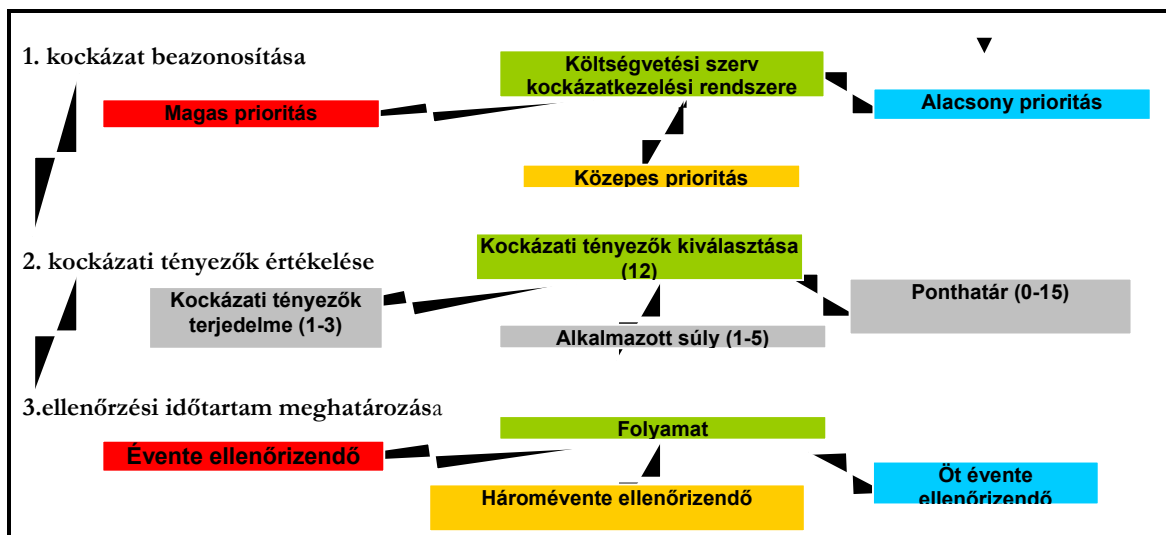 1. kockázat beazonosítása
Költségvetési szerv
kockázatkezelési rendszere
Magas prioritás
Alacsony prioritás
Közepes prioritás
2. kockázati tényezők értékelése
Kockázati tényezők kiválasztása
(12)
Kockázati tényezők
terjedelme (1-3)
Ponthatár (0-15)
Alkalmazott súly (1-5)
3.ellenőrzési időtartam meghatározása
Folyamat
Évente ellenőrizendő
Háromévente ellenőrizendő
Öt évente
ellenőrizendő